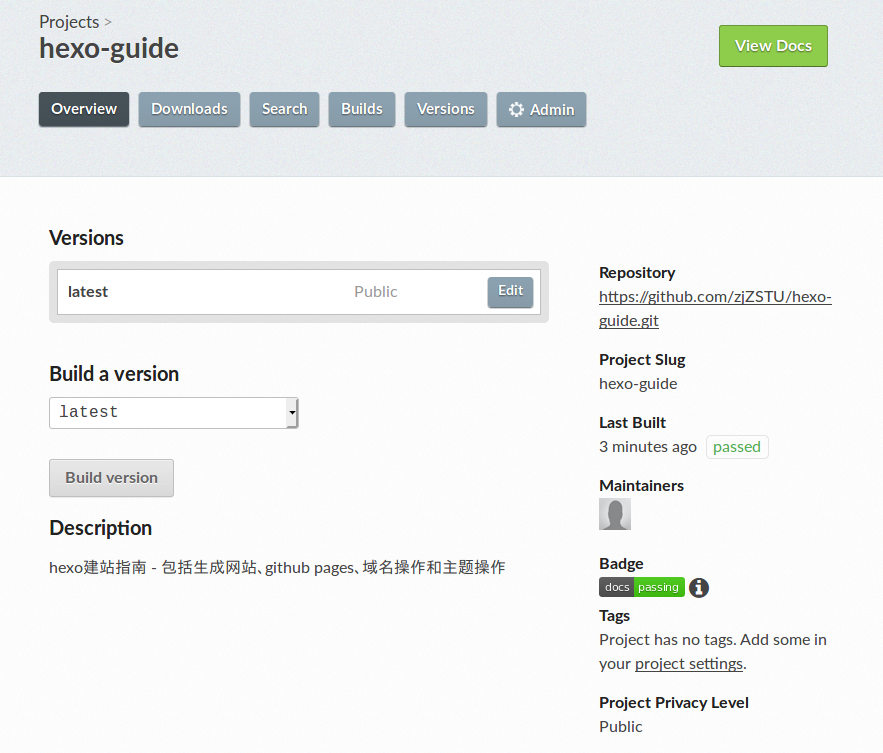 Projects >
hexo-guide
View Docs
Overview
Downloads
Search
Builds
Versions
Admin
Versions
latest
Public
Edit
Build a version
latest
Build version
Description
hexo建站指南 - 包括生成网站、github pages、域名操作和主题操作
Repository
https://github.com/zjZSTU/hexo-
guide.git
Project Slug
hexo-guide
Last Built
3 minutes ago passed
Maintainers
Badge
docs passing
Tags
Project has no tags. Add some in
your project settings.
Project Privacy Level
Public